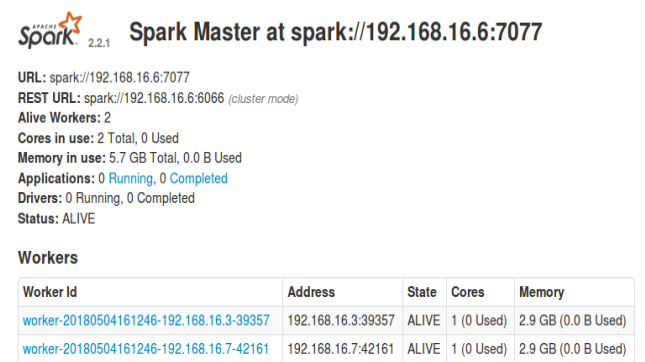 APACHE
Spark 2.2.1 Spark Master at spark://192.168.16.6:7077
URL: spark://192.168.16.6:7077
REST URL: spark://192.168.16.6:6066 (cluster mode)
Alive Workers: 2
Cores in use: 2 Total, 0 Used
Memory in use: 5.7 GB Total, 0.0 B Used
Applications: 0 Running, 0 Completed
Drivers: 0 Running, 0 Completed
Status: ALIVE
Workers
Worker Id Address State Cores Memory
worker-20180504161246-192.168.16.3-39357 192.168.16.3:39357 ALIVE 1 (0 Used) 2.9 GB (0.0 B Used)
worker-20180504161246-192.168.16.7-42161 192.168.16.7:42161 ALIVE 1 (0 Used) 2.9 GB (0.0 B Used)